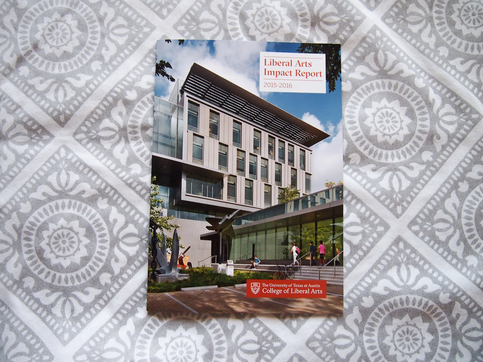 Liberal Arts
Impact Report
2015-2016
The University of Texas at Austin
College of Liberal Arts